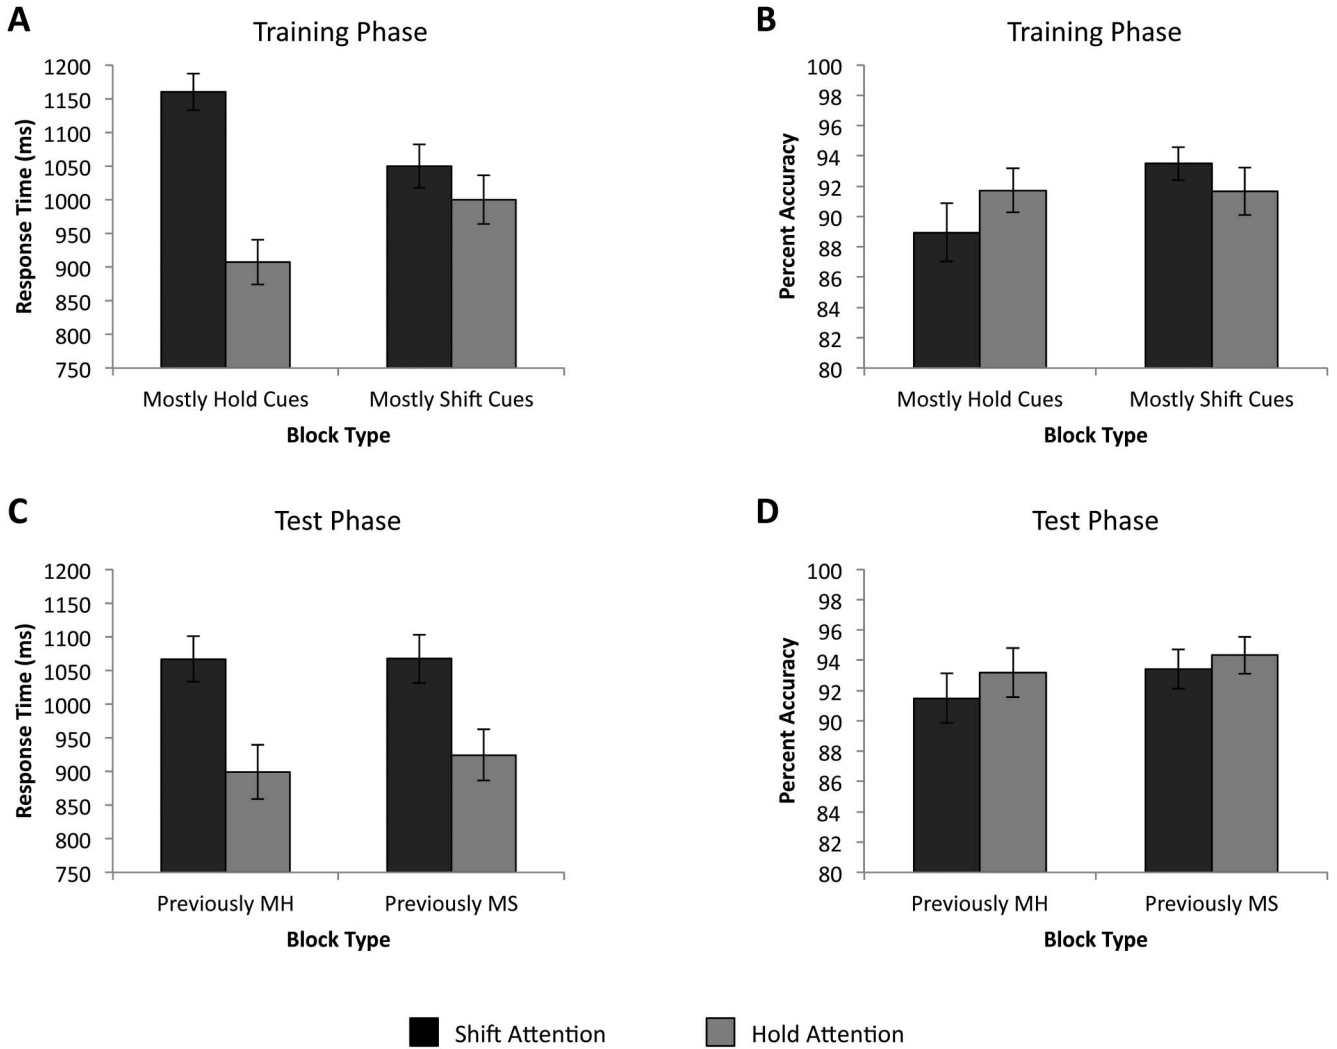 A
Training Phase
Response Time (ms)
1200
1150
1100
1050
1000
950
900
850
800
750
Mostly Hold Cues
Mostly Shift Cues
Block Type
B
Training Phase
Percent Accuracy
100
98
96
94
92
90
88
86
84
82
80
Mostly Hold Cues
Mostly Shift Cues
Block Type
C
Test Phase
Response Time (ms)
1200
1150
1100
1050
1000
950
900
850
800
750
Previously MH
Previously MS
Block Type
D
Test Phase
Percent Accuracy
100
98
96
94
92
90
88
86
84
82
80
Previously MH
Previously MS
Block Type
Shift Attention
Hold Attention